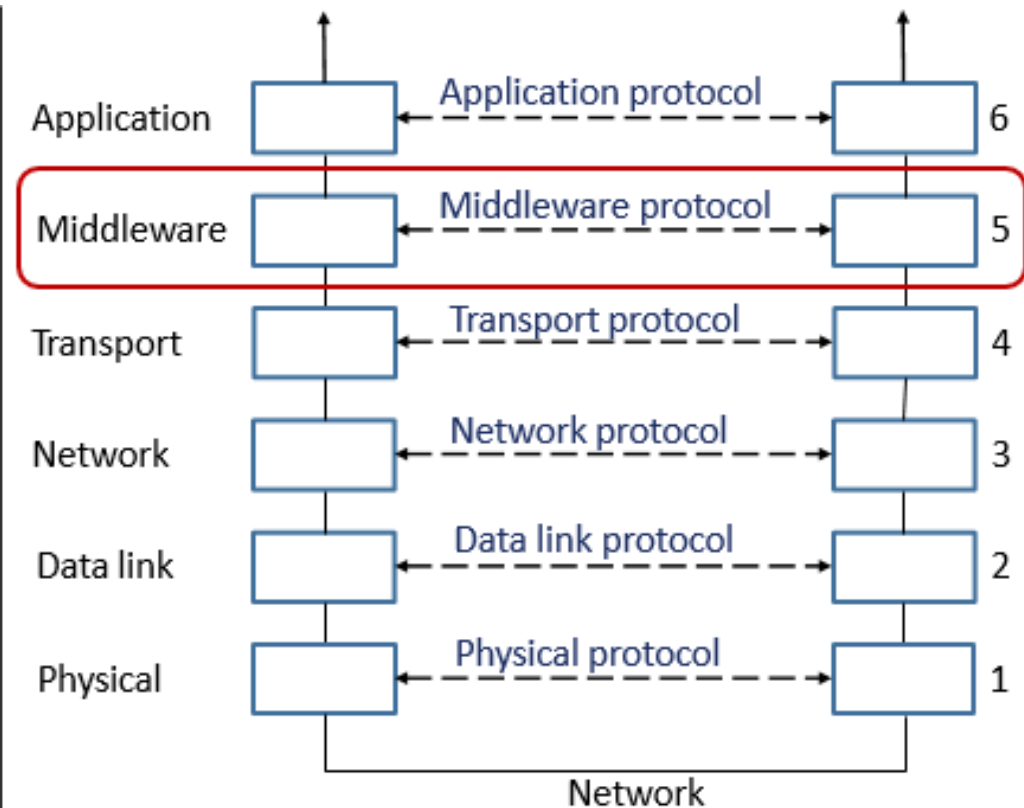 Application protocol
Application 6
Middleware protocol
Middleware 5
Transport protocol
Transport 4
Network protocol
Network 3
Data link protocol
Data link 2
Physical protocol
Physical 1
Network